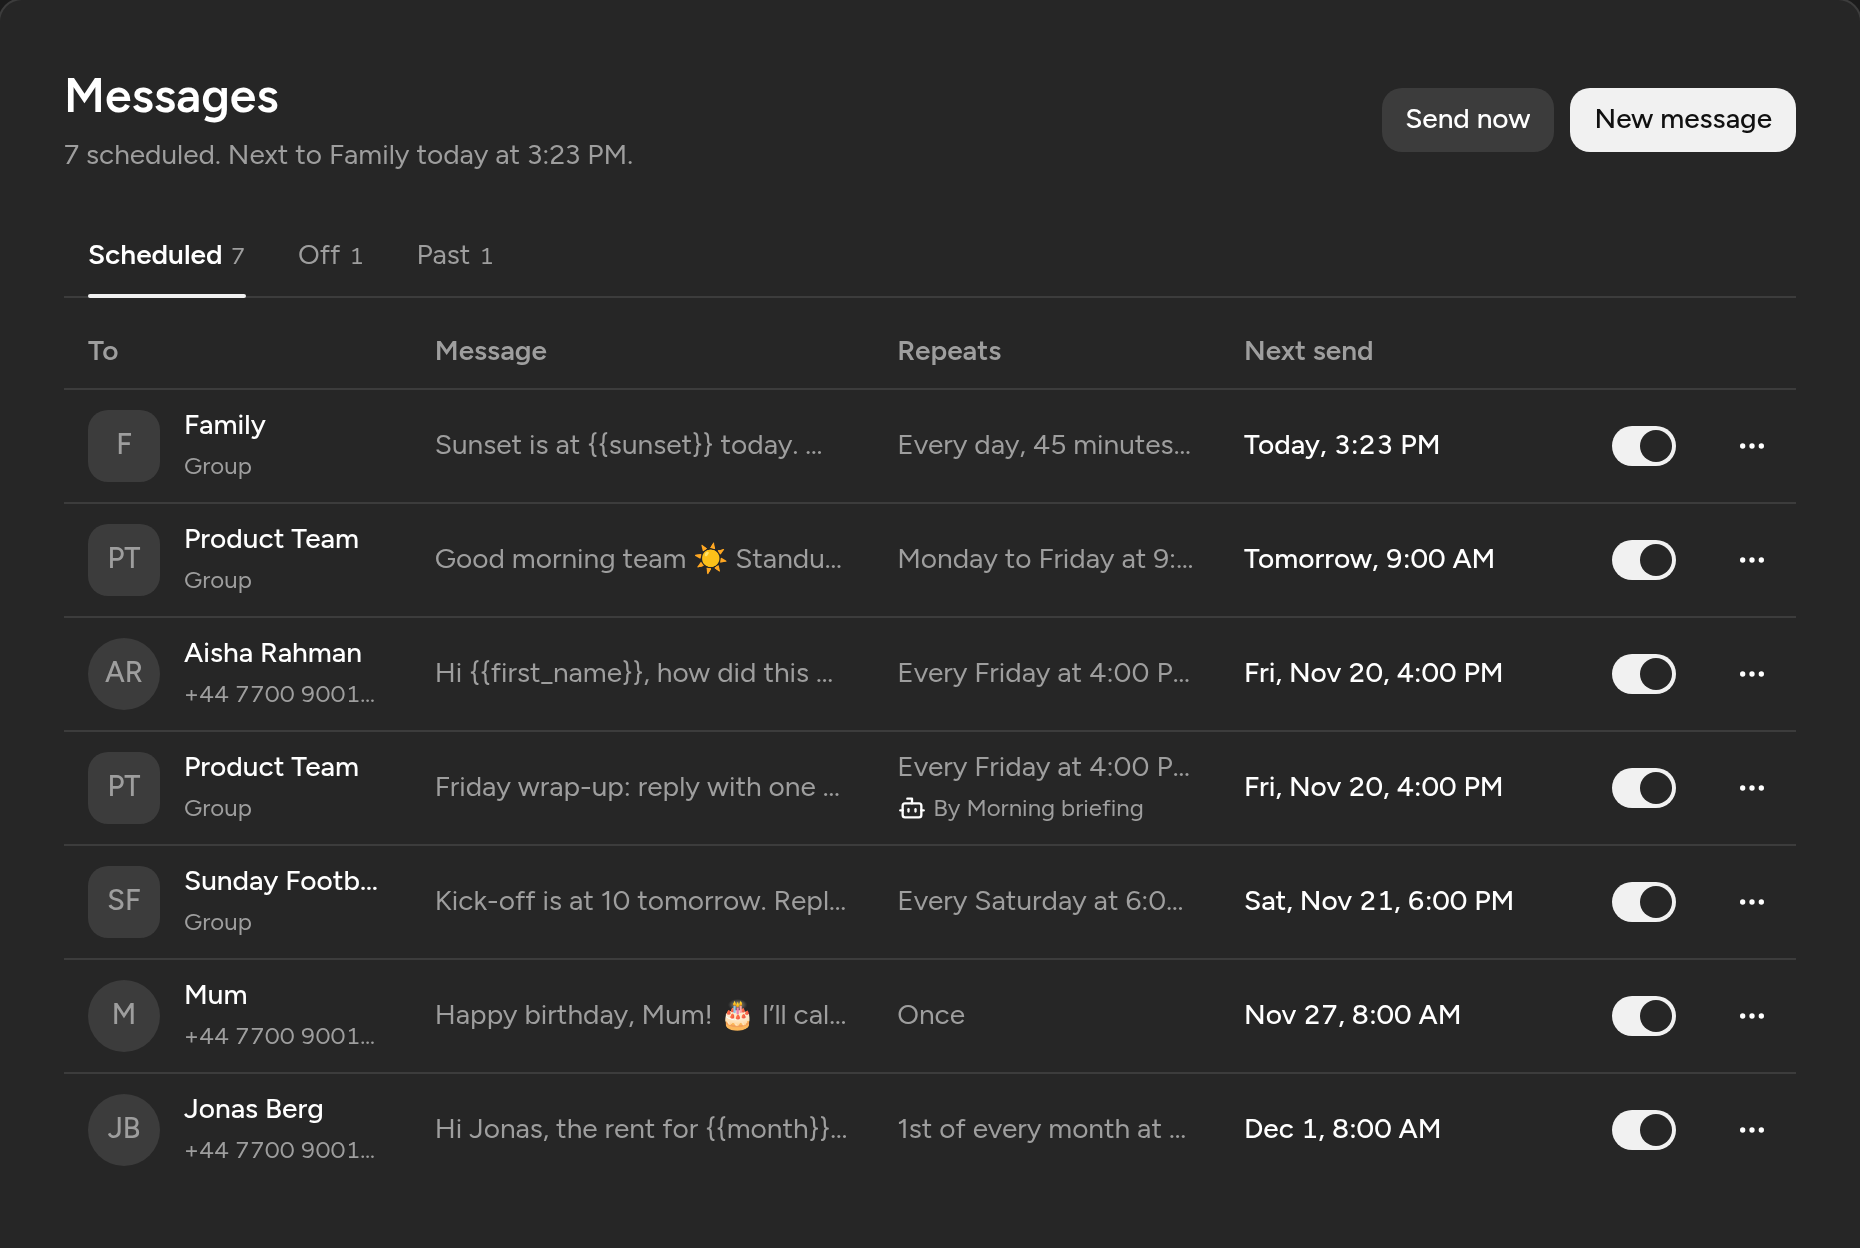 Messages
7 scheduled. Next to Family today at 3:23 PM.
Send now
New message
Scheduled 7
Off 1
Past 1
To
Message
Repeats
Next send
F
Family
Group
Sunset is at {{sunset}} today. ...
Every day, 45 minutes...
Today, 3:23 PM
PT
Product Team
Group
Good morning team ☀️ Standu...
Monday to Friday at 9:...
Tomorrow, 9:00 AM
AR
Aisha Rahman
+44 7700 9001...
Hi {{first_name}}, how did this ...
Every Friday at 4:00 P...
Fri, Nov 20, 4:00 PM
PT
Product Team
Group
Friday wrap-up: reply with one ...
Every Friday at 4:00 P...
By Morning briefing
Fri, Nov 20, 4:00 PM
SF
Sunday Footb...
Group
Kick-off is at 10 tomorrow. Repl...
Every Saturday at 6:0...
Sat, Nov 21, 6:00 PM
M
Mum
+44 7700 9001...
Happy birthday, Mum! 🎂 I’ll cal...
Once
Nov 27, 8:00 AM
JB
Jonas Berg
+44 7700 9001...
Hi Jonas, the rent for {{month}}...
1st of every month at ...
Dec 1, 8:00 AM